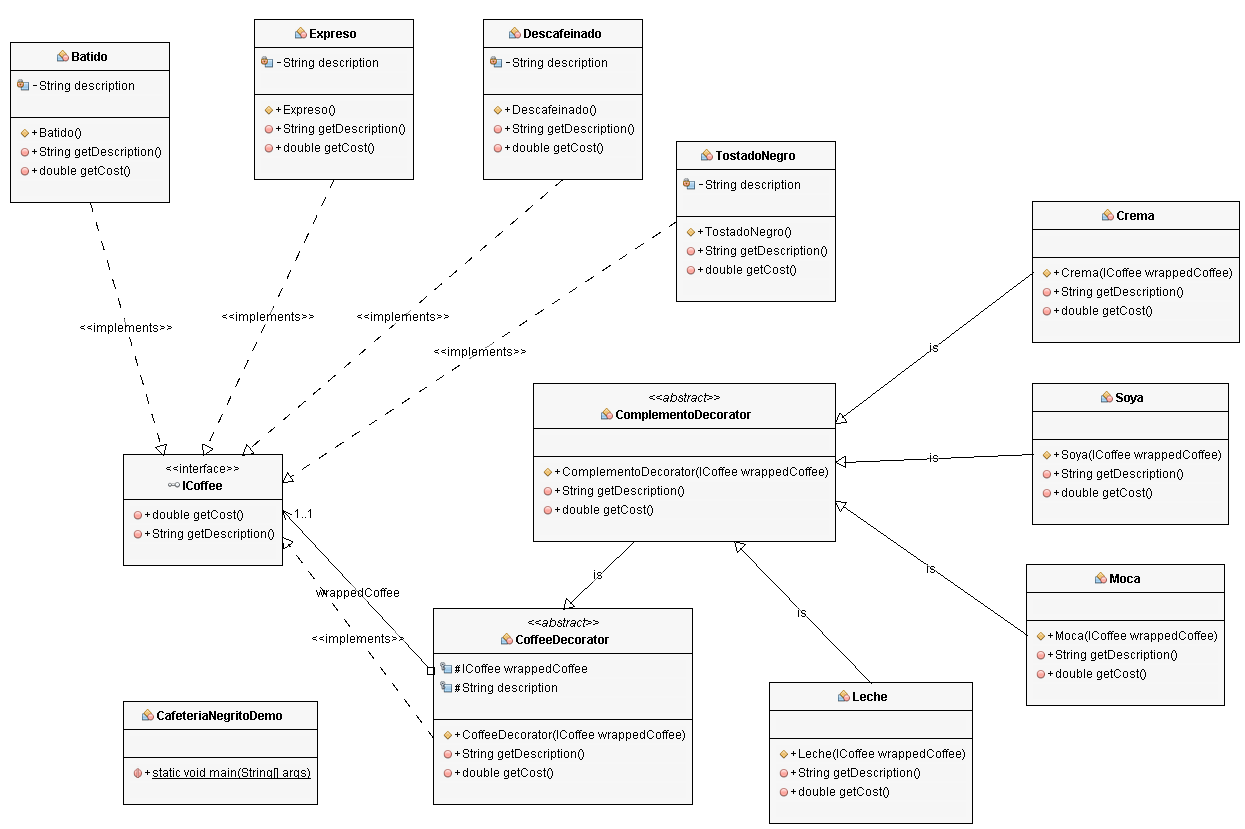 Batido
-String description
+Batido()
+String getDescription()
+double getCost()
Expreso
-String description
+Expreso()
+String getDescription()
+double getCost()
Descafeinado
-String description
+Descafeinado()
+String getDescription()
+double getCost()
TostadoNegro
-String description
+TostadoNegro()
+String getDescription()
+double getCost()
Crema
+Crema(ICoffee wrappedCoffee)
+String getDescription()
+double getCost()
<<implements>>
<<implements>>
<<implements>>
<<implements>>
is
<<abstract>>
ComplementoDecorator
+ComplementoDecorator(ICoffee wrappedCoffee)
+String getDescription()
+double getCost()
Soya
+Soya(ICoffee wrappedCoffee)
+String getDescription()
+double getCost()
is
<<interface>>
ICoffee
+double getCost()
+String getDescription()
1..1
wrappedCoffee
<<implements>>
is
is
is
Moca
+Moca(ICoffee wrappedCoffee)
+String getDescription()
+double getCost()
<<abstract>>
CoffeeDecorator
#ICoffee wrappedCoffee
#String description
+CoffeeDecorator(ICoffee wrappedCoffee)
+String getDescription()
+double getCost()
Leche
+Leche(ICoffee wrappedCoffee)
+String getDescription()
+double getCost()
CafeteriaNegritoDemo
+static void main(String[] args)